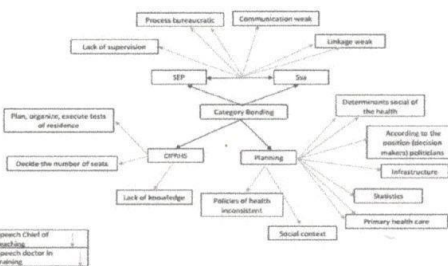 Process bureaucratic
Communication weak
Lack of supervision
Linkage weak
SEP
Ssa
Category Bonding
Plan, organize, execute tests
of residence
Decide the number of seats
Lack of knowledge
Planning
Policies of health
inconsistent
Social context
Determinants social of
the health
According to the
position (decision
makers) politicians
Infrastructure
Statistics
Primary health care
speech Chief of
teaching
speech doctor in
training